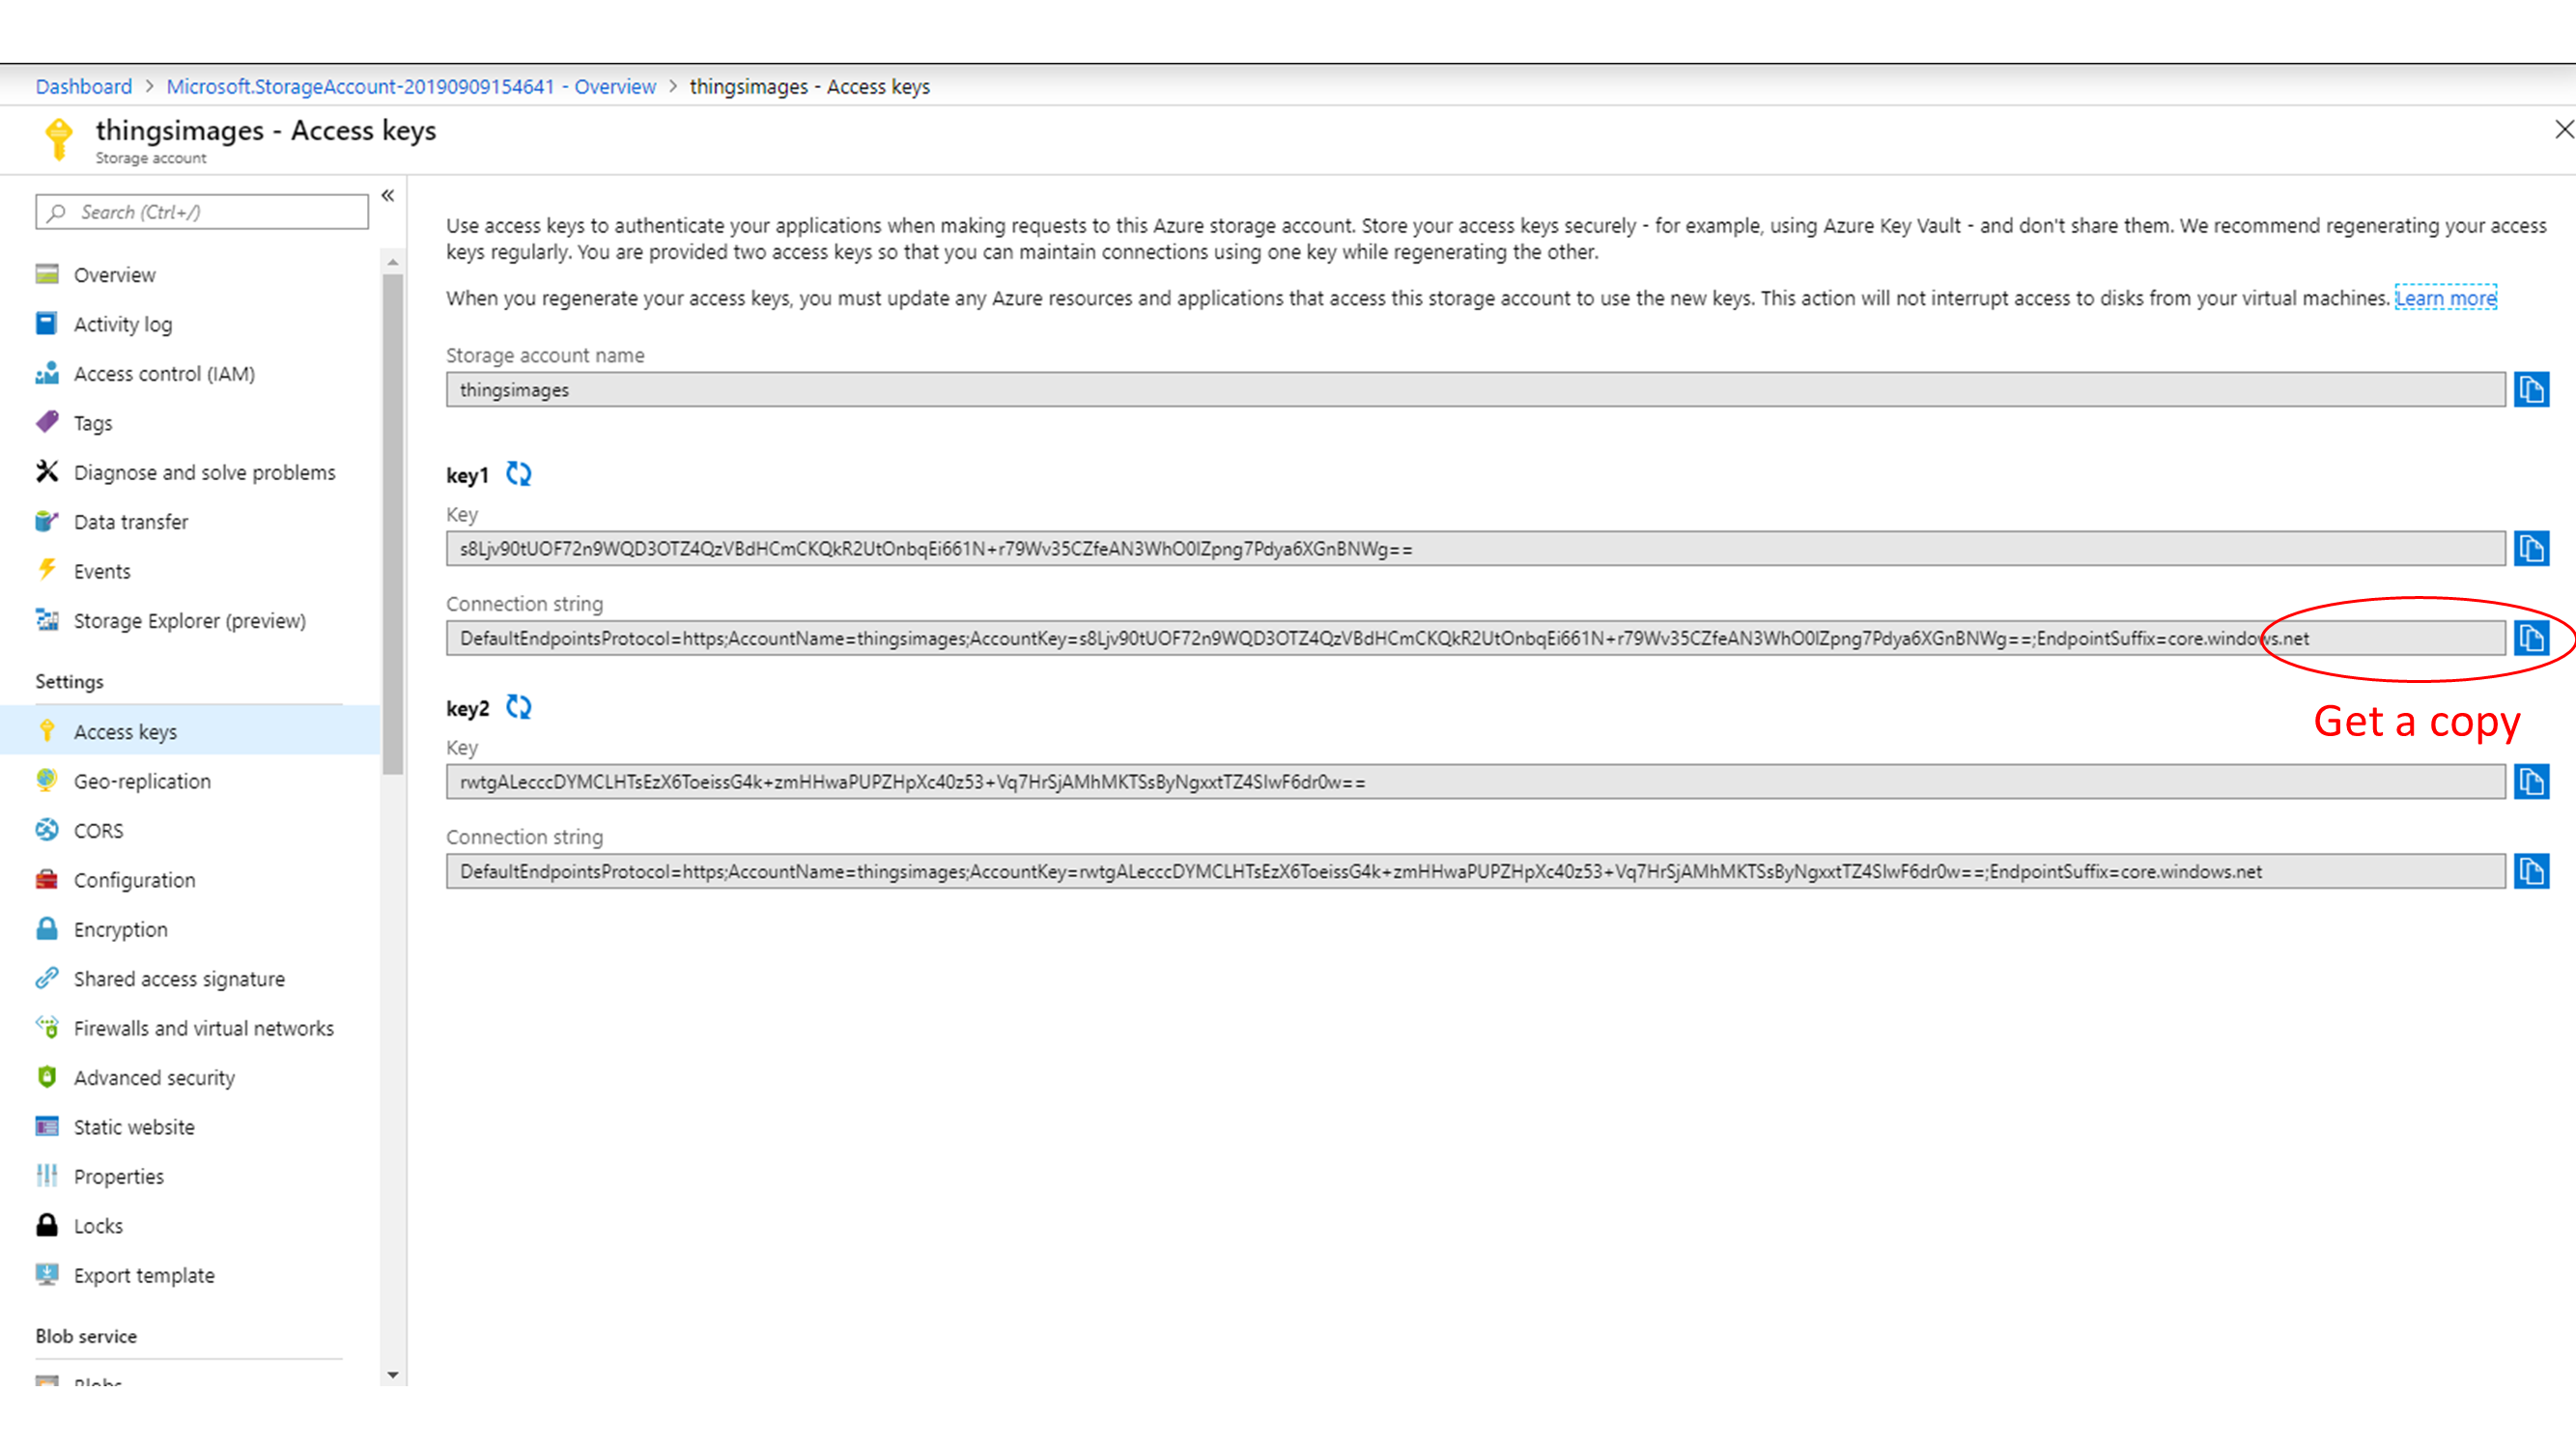 Dashboard > Microsoft.StorageAccount-20190909154641 - Overview > thingsimages - Access keys
thingsimages - Access keys
Storage account
Search (Ctrl+/)
Overview
Activity log
Access control (IAM)
Tags
Diagnose and solve problems
Data transfer
Events
Storage Explorer (preview)
Settings
Access keys
Geo-replication
CORS
Configuration
Encryption
Shared access signature
Firewalls and virtual networks
Advanced security
Static website
Properties
Locks
Export template
Blob service
Blobs
Use access keys to authenticate your applications when making requests to this Azure storage account. Store your access keys securely - for example, using Azure Key Vault - and don't share them. We recommend regenerating your access
keys regularly. You are provided two access keys so that you can maintain connections using one key while regenerating the other.
When you regenerate your access keys, you must update any Azure resources and applications that access this storage account to use the new keys. This action will not interrupt access to disks from your virtual machines. Learn more
Storage account name
thingsimages
key1
Key
s8Ljv90tUOF72n9WQD3OTZ4QzVBdHCmCKQkR2UtOnbqEi661N+r79Wv35CZfeAN3WhO0IZpng7Pdya6XGnBNWg==
Connection string
DefaultEndpointsProtocol=https;AccountName=thingsimages;AccountKey=s8Ljv90tUOF72n9WQD3OTZ4QzVBdHCmCKQkR2UtOnbqEi661N+r79Wv35CZfeAN3WhO0IZpng7Pdya6XGnBNWg==;EndpointSuffix=core.windows.net
Get a copy
key2
Key
rwtgALecccDYMCLHTsEzX6ToeissG4k+zmHHwaPUPZHpXc40z53+Vq7HrSjAMhMKTSsByNgxxtTZ4SIwF6dr0w==
Connection string
DefaultEndpointsProtocol=https;AccountName=thingsimages;AccountKey=rwtgALecccDYMCLHTsEzX6ToeissG4k+zmHHwaPUPZHpXc40z53+Vq7HrSjAMhMKTSsByNgxxtTZ4SIwF6dr0w==;EndpointSuffix=core.windows.net